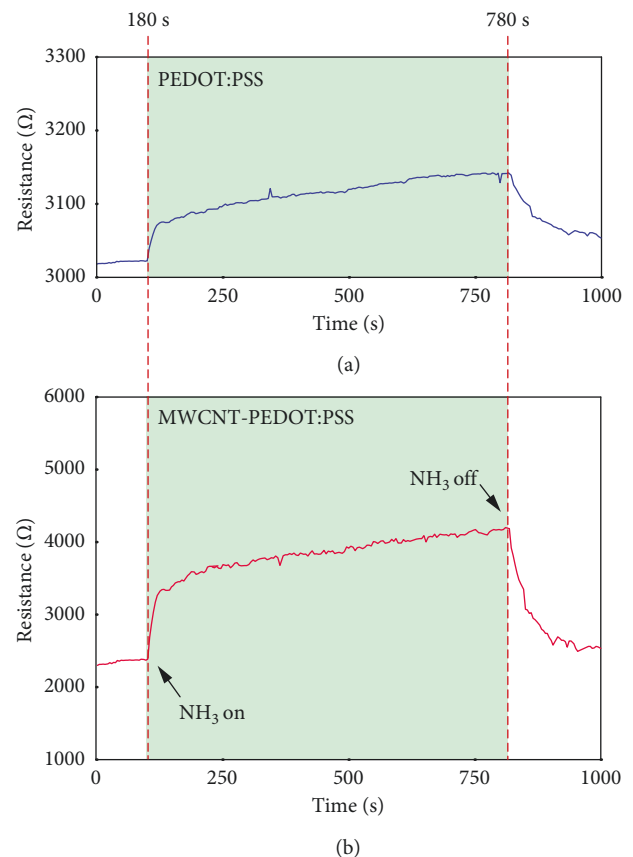 180 s 780 s
3300
PEDOT:PSS
3200
Resistance (Ω)
3100
3000
0 250 500 750 1000
Time (s)
(a)
6000
MWCNT-PEDOT:PSS
5000
NH₃ off
4000
Resistance (Ω)
3000
2000
NH₃ on
1000
0 250 500 750 1000
Time (s)
(b)